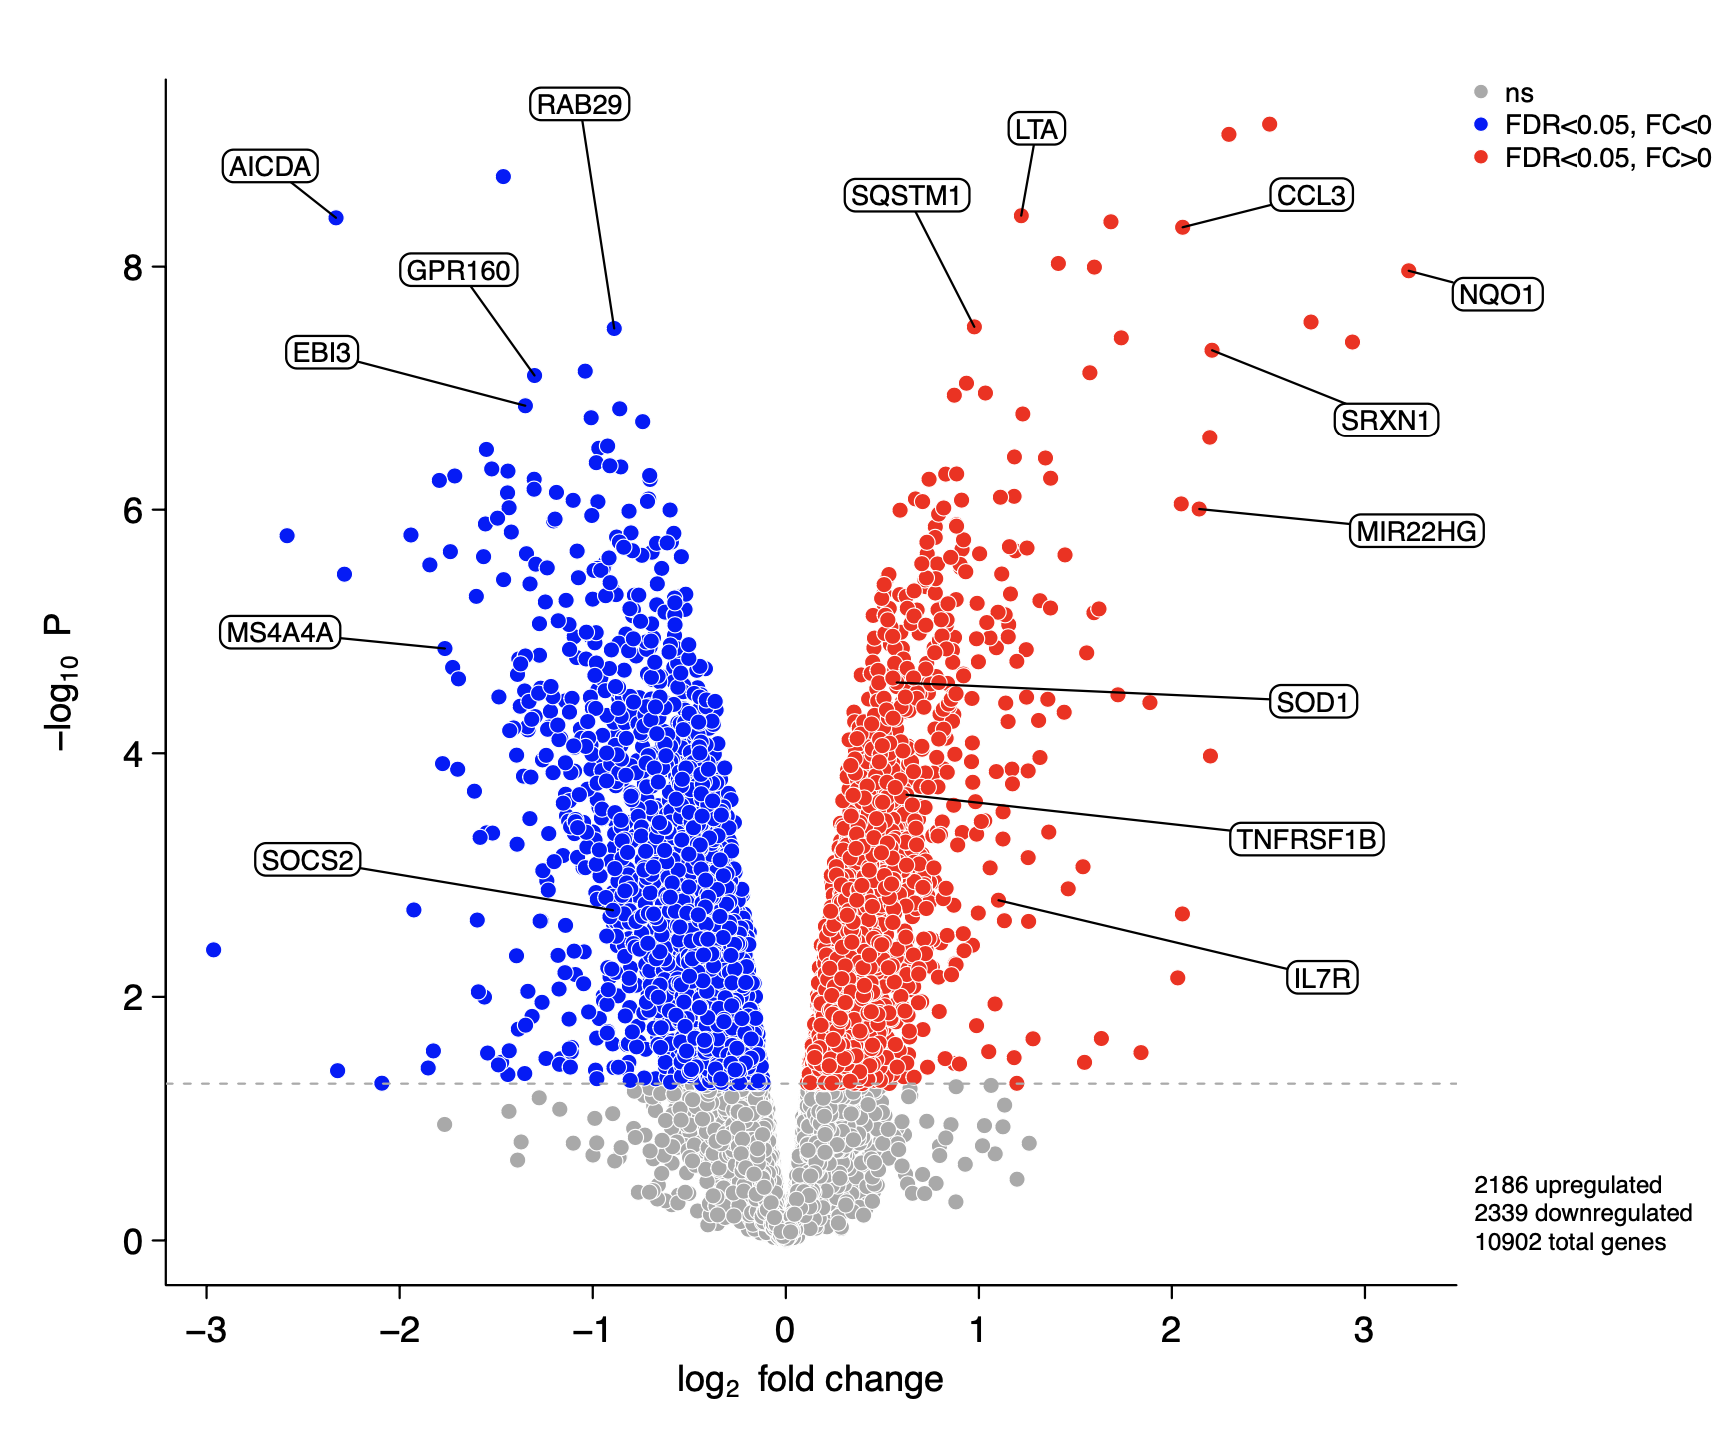 RAB29
LTA
AICDA
SQSTM1
CCL3
GPR160
NQO1
EBI3
SRXN1
MIR22HG
MS4A4A
SOD1
TNFRSF1B
SOCS2
IL7R
ns
FDR<0.05, FC<0
FDR<0.05, FC>0
2186 upregulated
2339 downregulated
10902 total genes
−log10 P
8
6
4
2
0
−3 −2 −1 0 1 2 3
log2 fold change